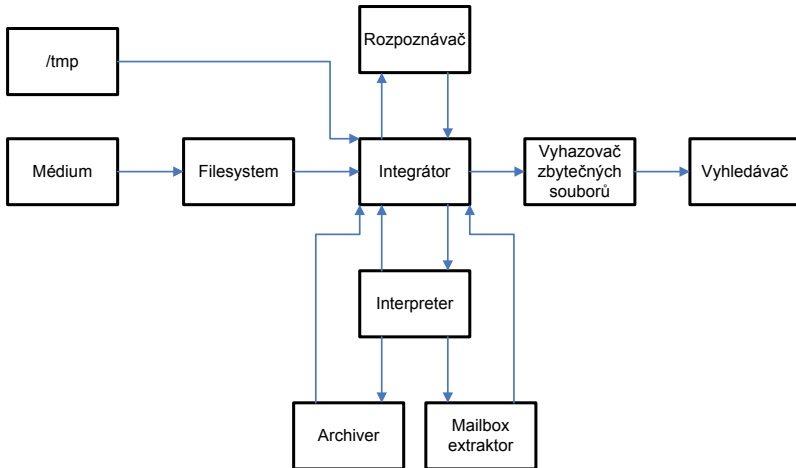 Rozpoznávač
/tmp
Médium
Filesystem
Integrátor
Vyhazovač
zbytečných
souborů
Vyhledávač
Interpreter
Archiver
Mailbox
extraktor